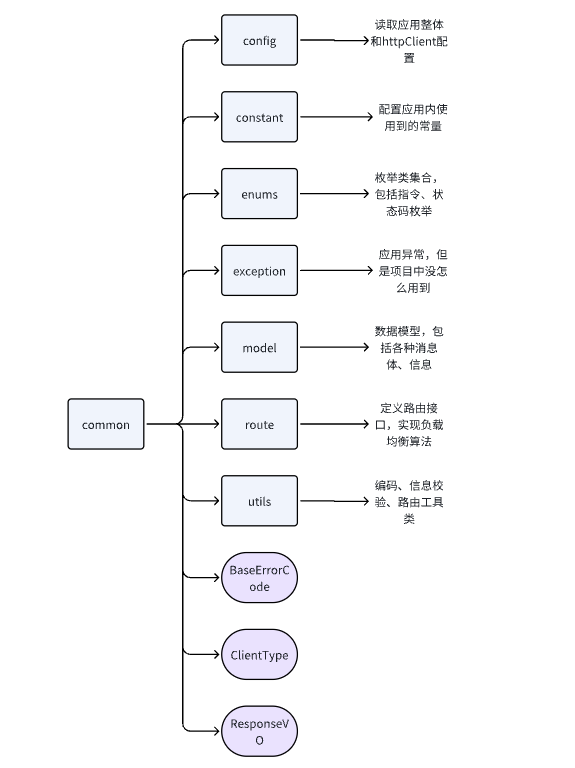 config
读取应用整体
和httpClient配
置
constant
配置应用内使
用到的常量
enums
枚举类集合，
包括指令、状
态码枚举
exception
应用异常，但
是项目中没怎
么用到
model
数据模型，包
括各种消息
体、信息
common
route
定义路由接
口，实现负载
均衡算法
utils
编码、信息校
验、路由工具
类
BaseErrorC
ode
ClientType
ResponseV
O